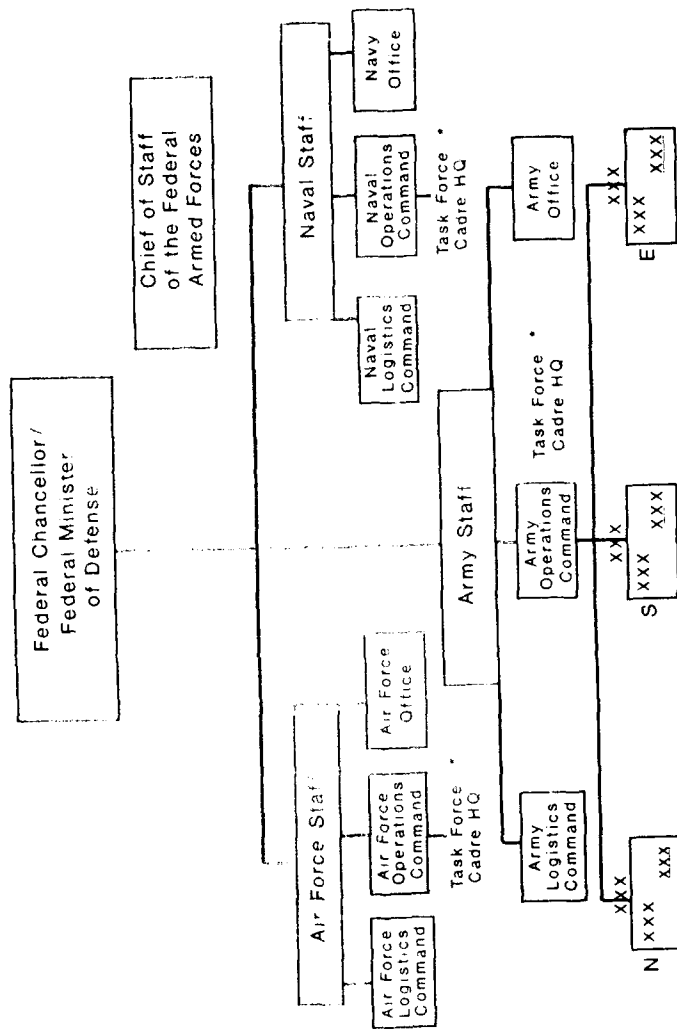 Federal Chancellor/
Federal Minister
of Defense
Chief of Staff
of the Federal
Armed Forces
Air Force Staff
Naval Staff
Air Force
Logistics
Command
Air Force
Operations
Command
Air Force
Office
Naval
Logistics
Command
Naval
Operations
Command
Navy
Office
Task Force *
Cadre HQ
Task Force *
Cadre HQ
Army Staff
Army
Logistics
Command
Army
Operations
Command
Task Force *
Cadre HQ
Army
Office
XXX
XXX
XXX
N
XXX
XXX
XXX
S
XXX
XXX
XXX
E